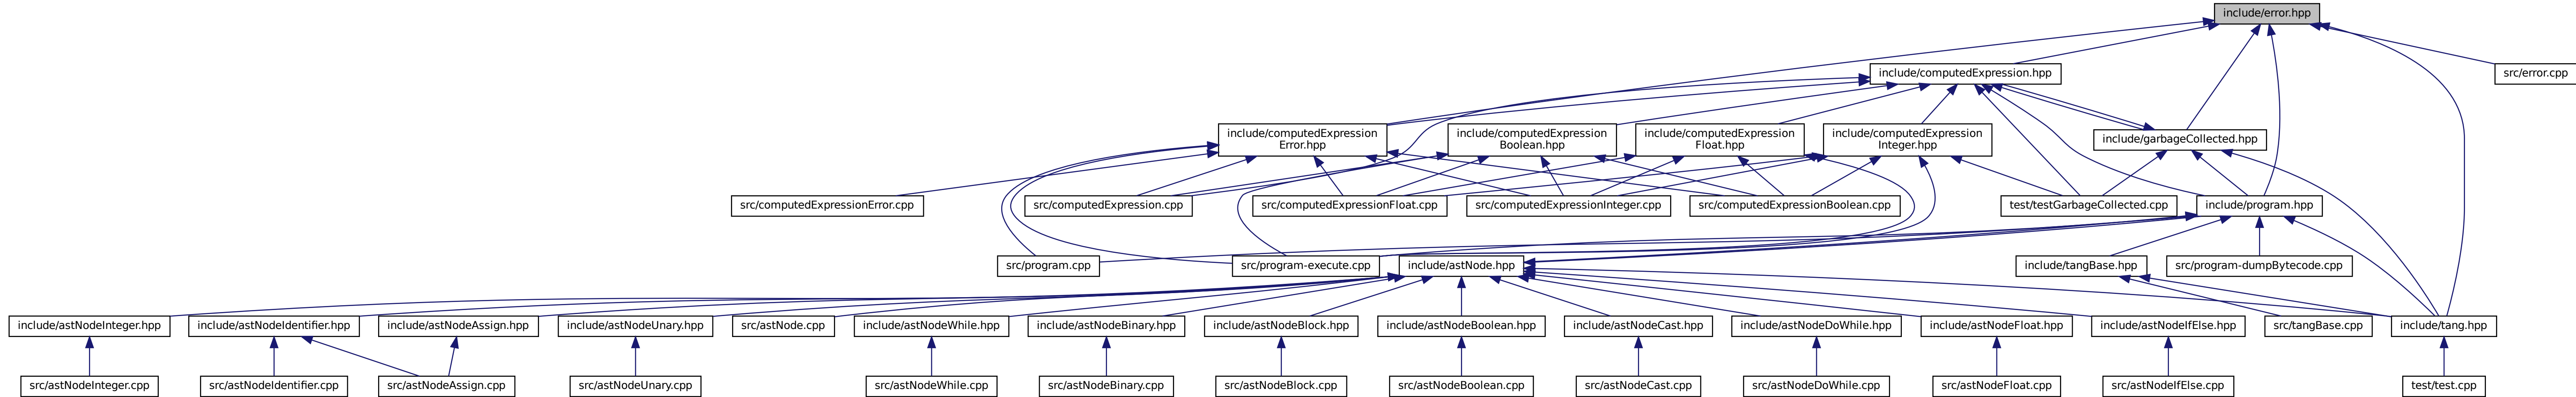 include/error.hpp
include/computedExpression.hpp
src/error.cpp
include/computedExpression
Error.hpp
include/computedExpression
Boolean.hpp
include/computedExpression
Float.hpp
include/computedExpression
Integer.hpp
include/garbageCollected.hpp
src/computedExpressionError.cpp
src/computedExpression.cpp
src/computedExpressionFloat.cpp
src/computedExpressionInteger.cpp
src/computedExpressionBoolean.cpp
test/testGarbageCollected.cpp
include/program.hpp
src/program.cpp
src/program-execute.cpp
include/astNode.hpp
include/tangBase.hpp
src/program-dumpBytecode.cpp
include/astNodeInteger.hpp
include/astNodeIdentifier.hpp
include/astNodeAssign.hpp
include/astNodeUnary.hpp
src/astNode.cpp
include/astNodeWhile.hpp
include/astNodeBinary.hpp
include/astNodeBlock.hpp
include/astNodeBoolean.hpp
include/astNodeCast.hpp
include/astNodeDoWhile.hpp
include/astNodeFloat.hpp
include/astNodeIfElse.hpp
src/tangBase.cpp
include/tang.hpp
src/astNodeInteger.cpp
src/astNodeIdentifier.cpp
src/astNodeAssign.cpp
src/astNodeUnary.cpp
src/astNodeWhile.cpp
src/astNodeBinary.cpp
src/astNodeBlock.cpp
src/astNodeBoolean.cpp
src/astNodeCast.cpp
src/astNodeDoWhile.cpp
src/astNodeFloat.cpp
src/astNodeIfElse.cpp
test/test.cpp